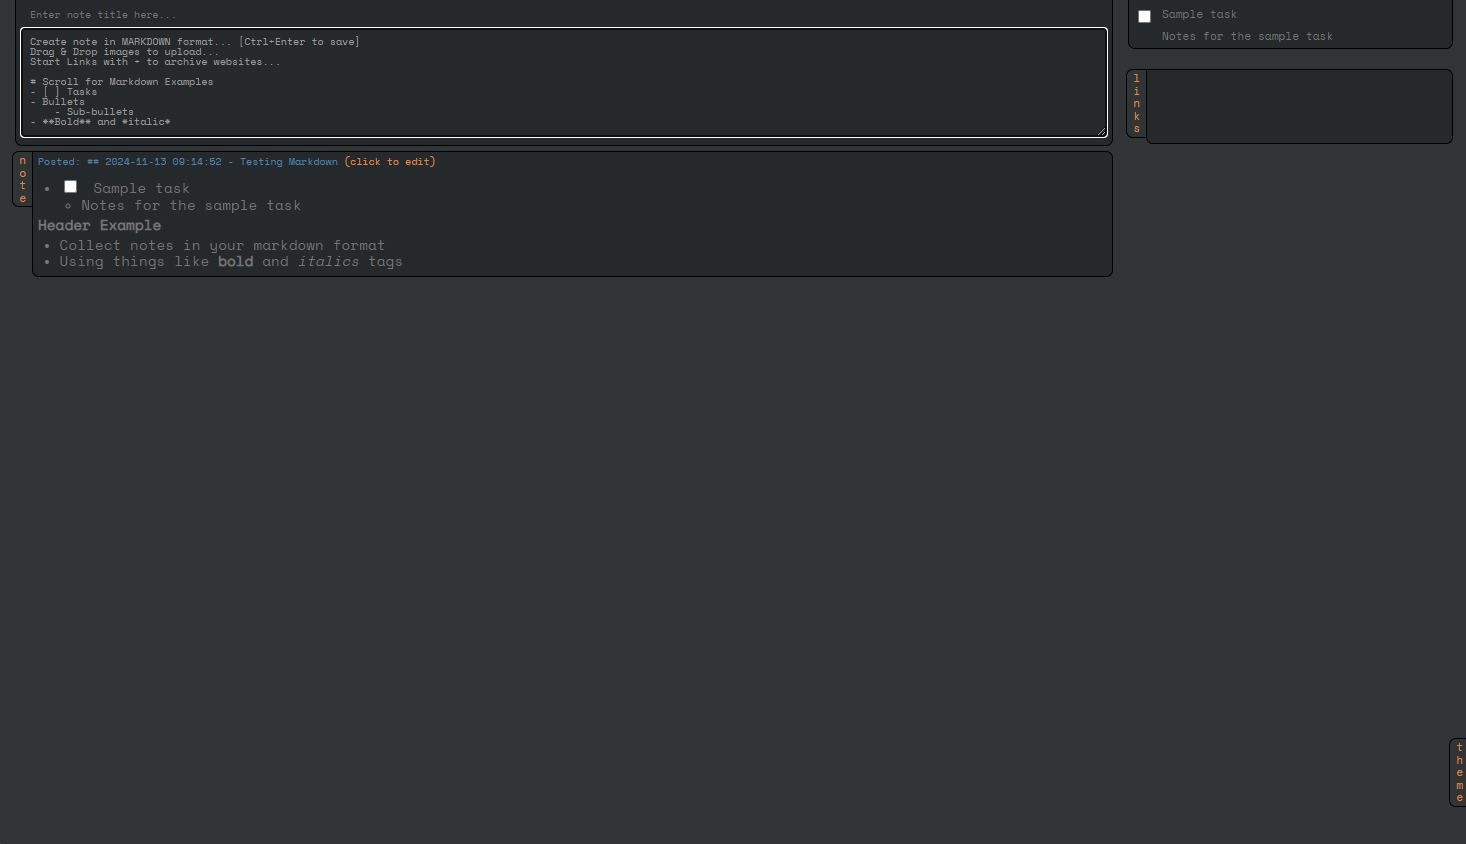 Enter note title here...
Create note in MARKDOWN format... [Ctrl+Enter to save]
Drag & Drop images to upload...
Start Links with + to archive websites...
# Scroll for Markdown Examples
- [ ] Tasks
- Bullets
    - Sub-bullets
- **Bold** and *italic*
note
Posted: ## 2024-11-13 09:14:52 - Testing Markdown (click to edit)
Sample task
Notes for the sample task
Header Example
Collect notes in your markdown format
Using things like bold and italics tags
Sample task
Notes for the sample task
links
theme